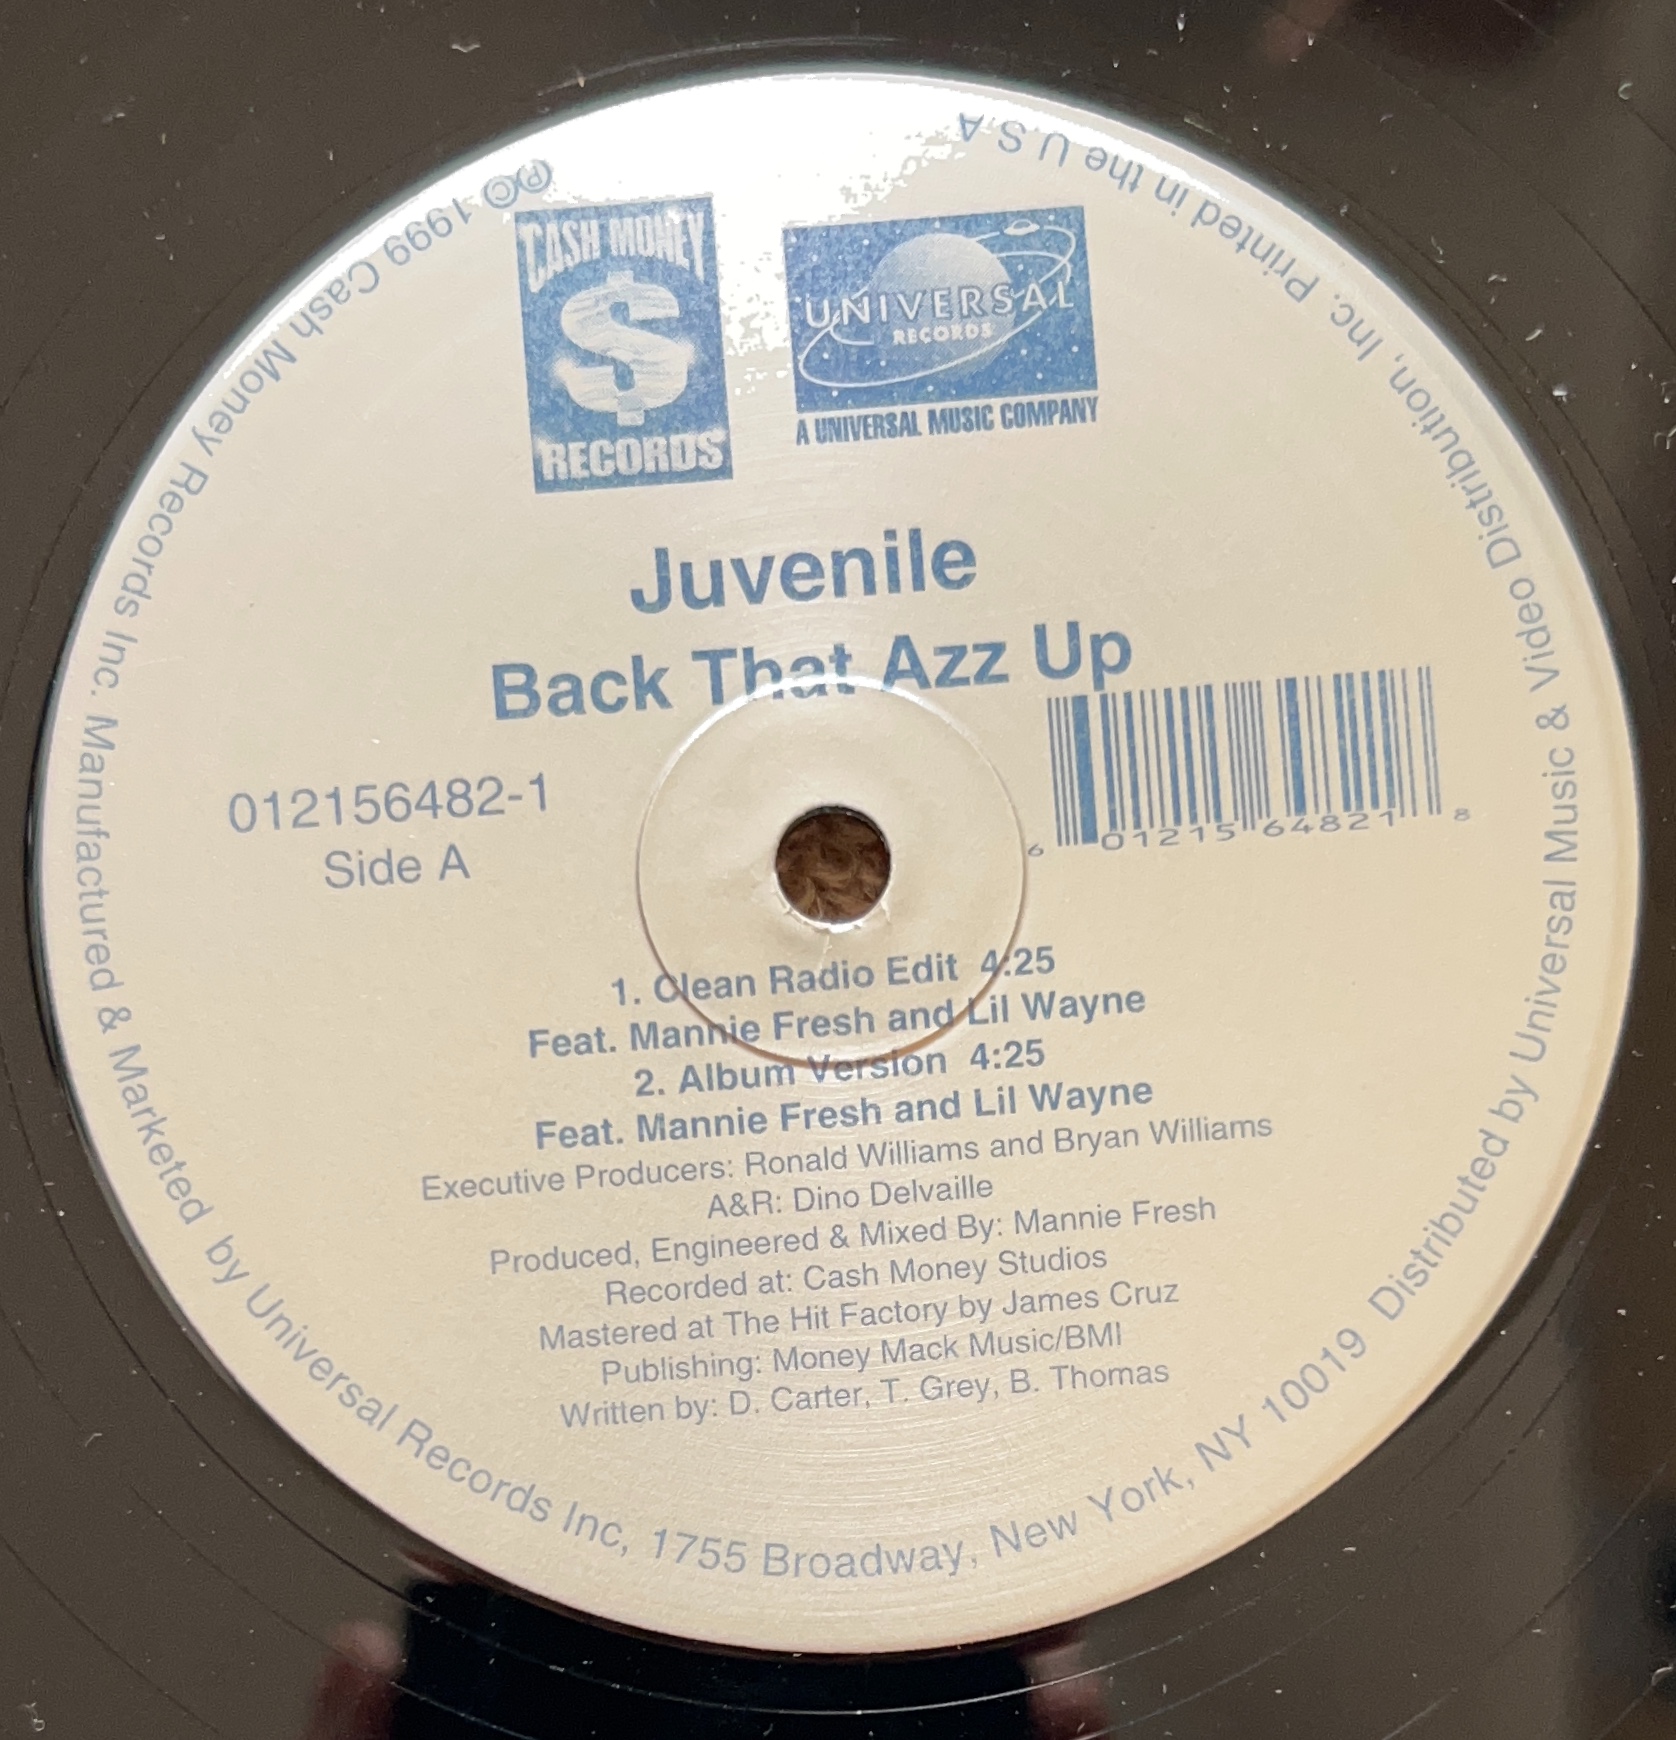 CASH MONEY
$
RECORDS
UNIVERSAL
RECORDS
A UNIVERSAL MUSIC COMPANY
Juvenile
Back That Azz Up
012156482-1
Side A
6 01215 64821 8
1. Clean Radio Edit 4:25
Feat. Mannie Fresh and Lil Wayne
2. Album Version 4:25
Feat. Mannie Fresh and Lil Wayne
Executive Producers: Ronald Williams and Bryan Williams
A&R: Dino Delvaille
Produced, Engineered & Mixed By: Mannie Fresh
Recorded at: Cash Money Studios
Mastered at The Hit Factory by James Cruz
Publishing: Money Mack Music/BMI
Written by: D. Carter, T. Grey, B. Thomas
℗© 1999 Cash Money Records Inc. Manufactured & Marketed by Universal Records Inc, 1755 Broadway, New York, NY 10019 Distributed by Universal Music & Video Distribution, Inc. Printed in the U.S A